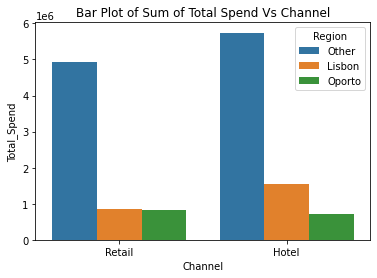 Bar Plot of Sum of Total Spend Vs Channel
1e6
6
5
4
3
2
1
0
Total_Spend
Region
Other
Lisbon
Oporto
Retail
Hotel
Channel